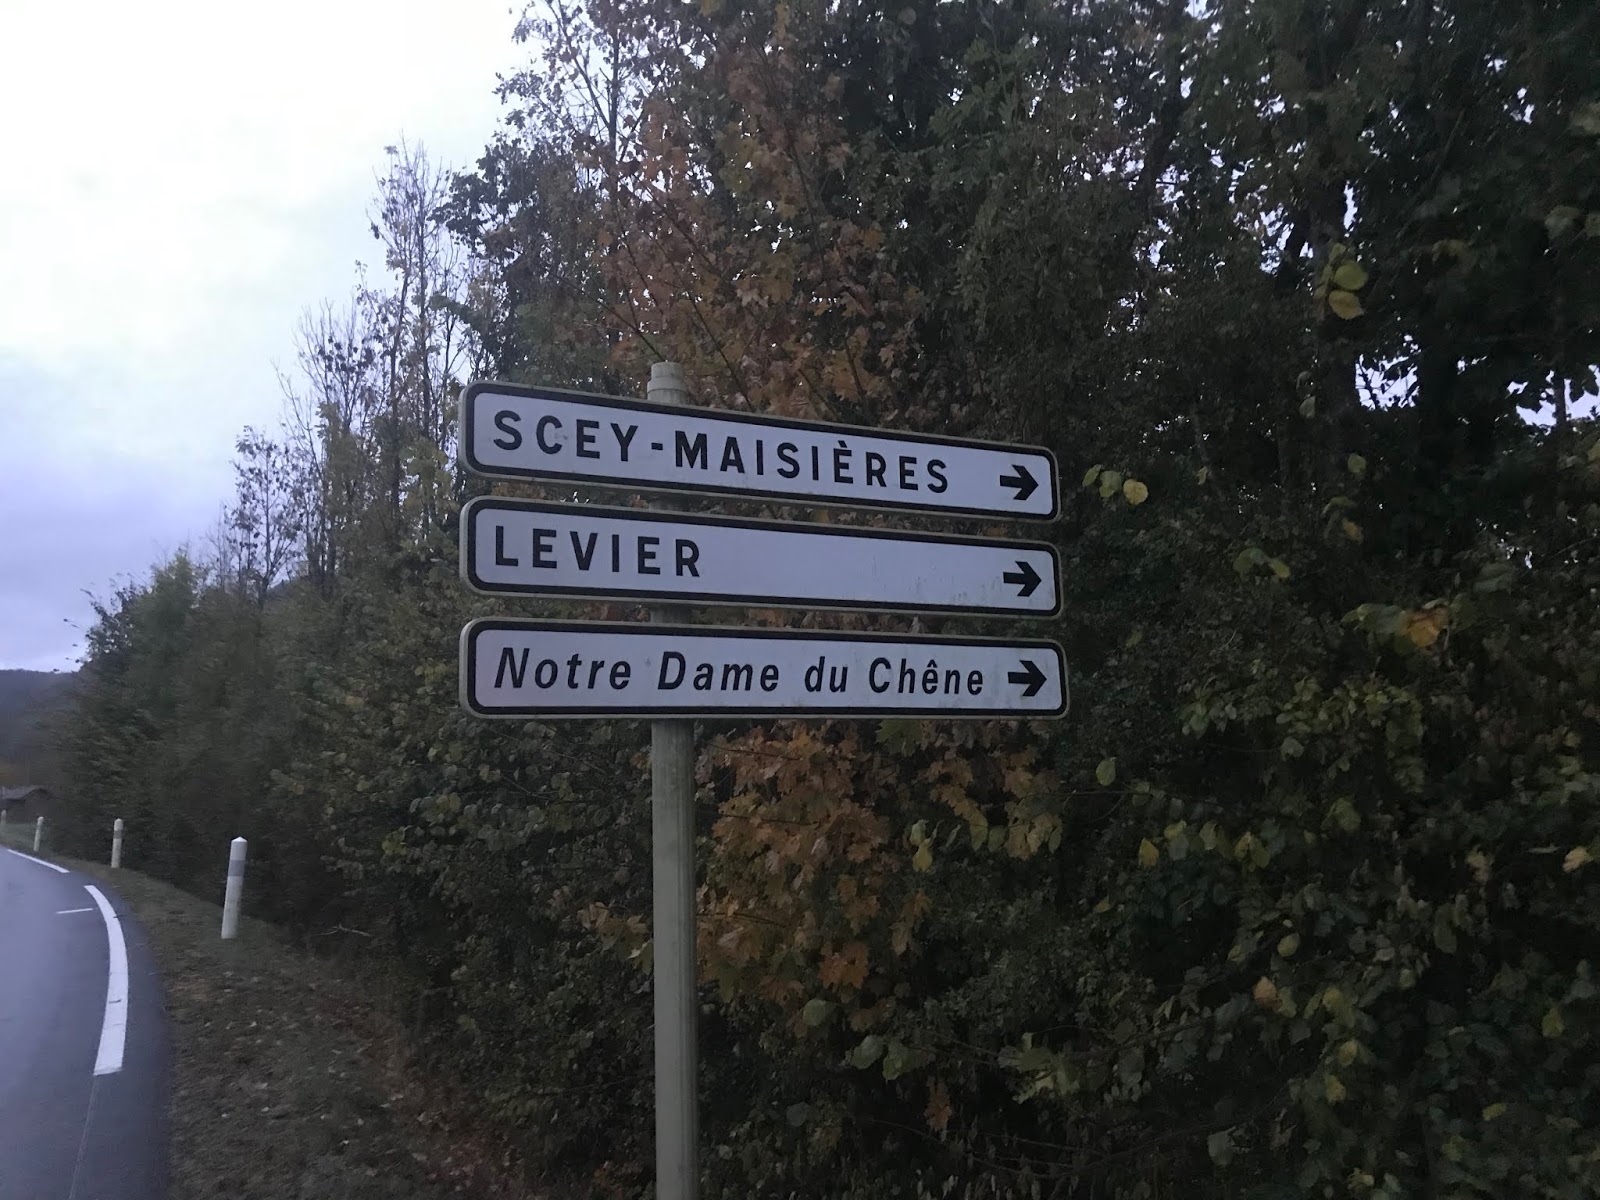 SCEY-MAISIÈRES
LEVIER
Notre Dame du Chêne